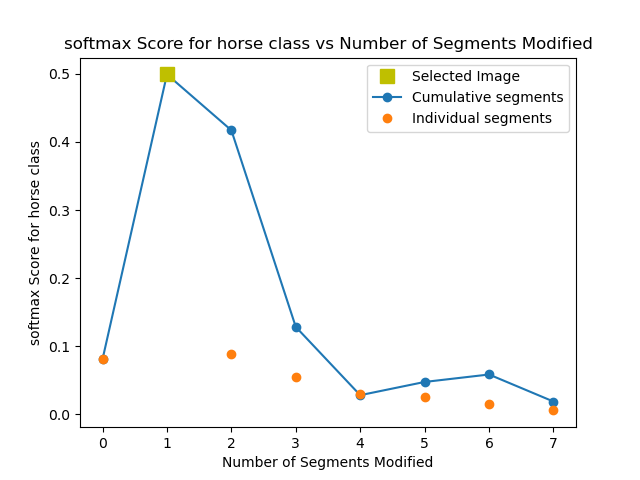 softmax Score for horse class vs Number of Segments Modified
Selected Image
Cumulative segments
Individual segments
softmax Score for horse class
0.5
0.4
0.3
0.2
0.1
0.0
0 1 2 3 4 5 6 7
Number of Segments Modified